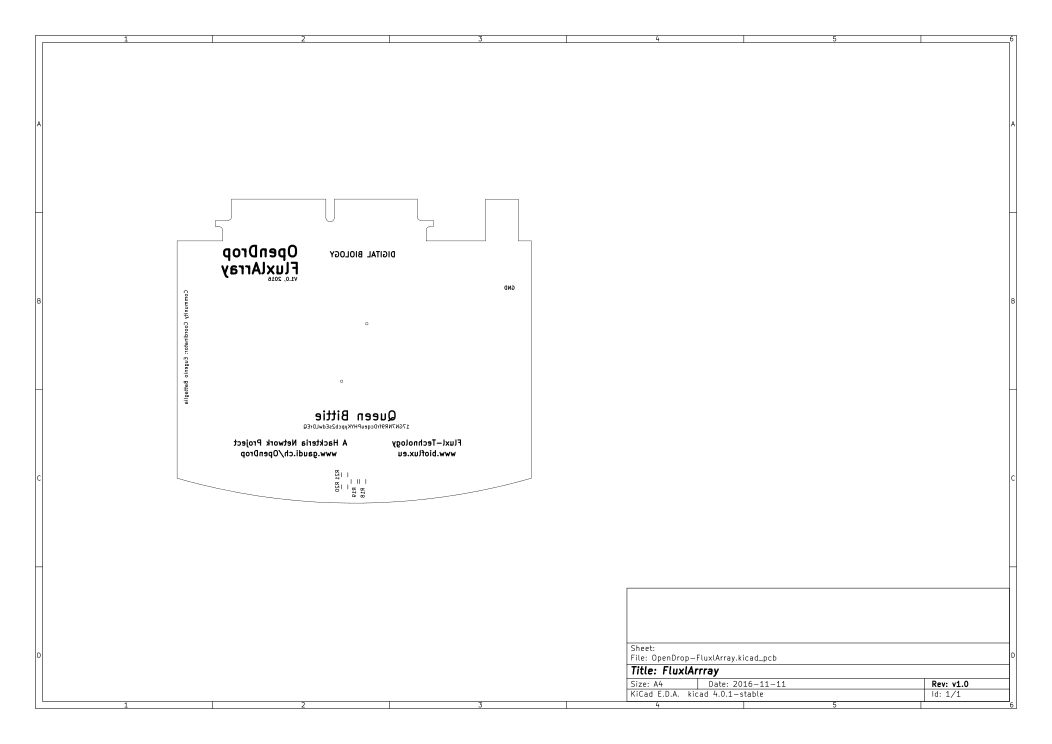 1 2 3 4 5 6
A A
OpenDrop
FluxlArray
V1.0, 2016
DIGITAL BIOLOGY
GND
Community Coordinator: Eugenio Battaglia
B B
Queen Bittie
A Hackteria Network Project
www.gaudi.ch/OpenDrop
Fluxl-Technology
www.bioflux.eu
R21
R20
R19
R18
C C
Sheet:
File: OpenDrop-FluxlArray.kicad_pcb
D D
Title: FluxlArrray
Size: A4 Date: 2016-11-11 Rev: v1.0
KiCad E.D.A. kicad 4.0.1-stable Id: 1/1
1 2 3 4 5 6